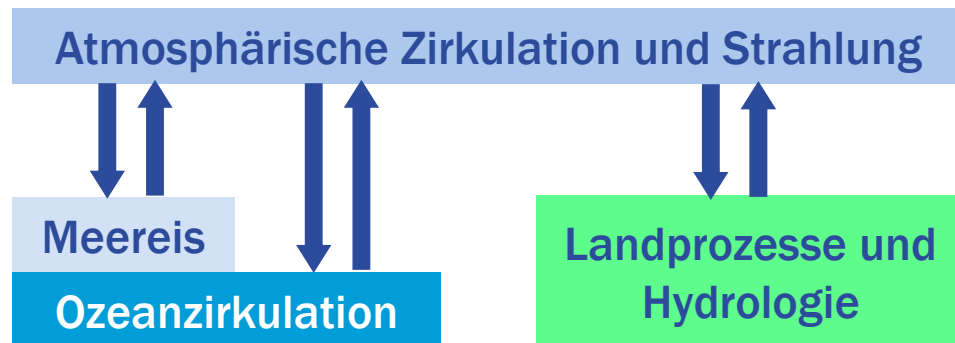 Atmosphärische Zirkulation und Strahlung
Meereis
Ozeanzirkulation
Landprozesse und
Hydrologie